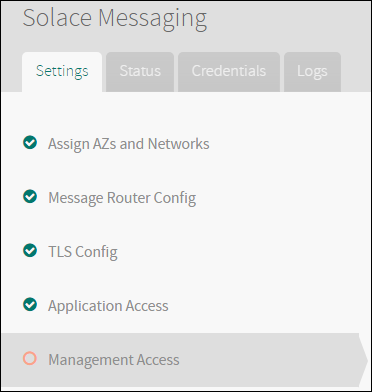 Solace Messaging
Settings Status Credentials Logs
Assign AZs and Networks
Message Router Config
TLS Config
Application Access
Management Access